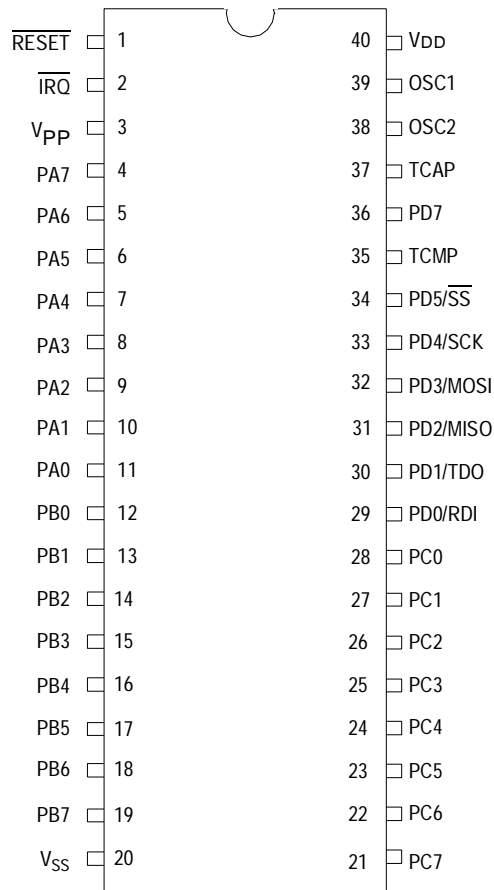 R̅E̅S̅E̅T̅ 1 40 VDD
I̅R̅Q̅ 2 39 OSC1
VPP 3 38 OSC2
PA7 4 37 TCAP
PA6 5 36 PD7
PA5 6 35 TCMP
PA4 7 34 PD5/S̅S̅
PA3 8 33 PD4/SCK
PA2 9 32 PD3/MOSI
PA1 10 31 PD2/MISO
PA0 11 30 PD1/TDO
PB0 12 29 PD0/RDI
PB1 13 28 PC0
PB2 14 27 PC1
PB3 15 26 PC2
PB4 16 25 PC3
PB5 17 24 PC4
PB6 18 23 PC5
PB7 19 22 PC6
VSS 20 21 PC7